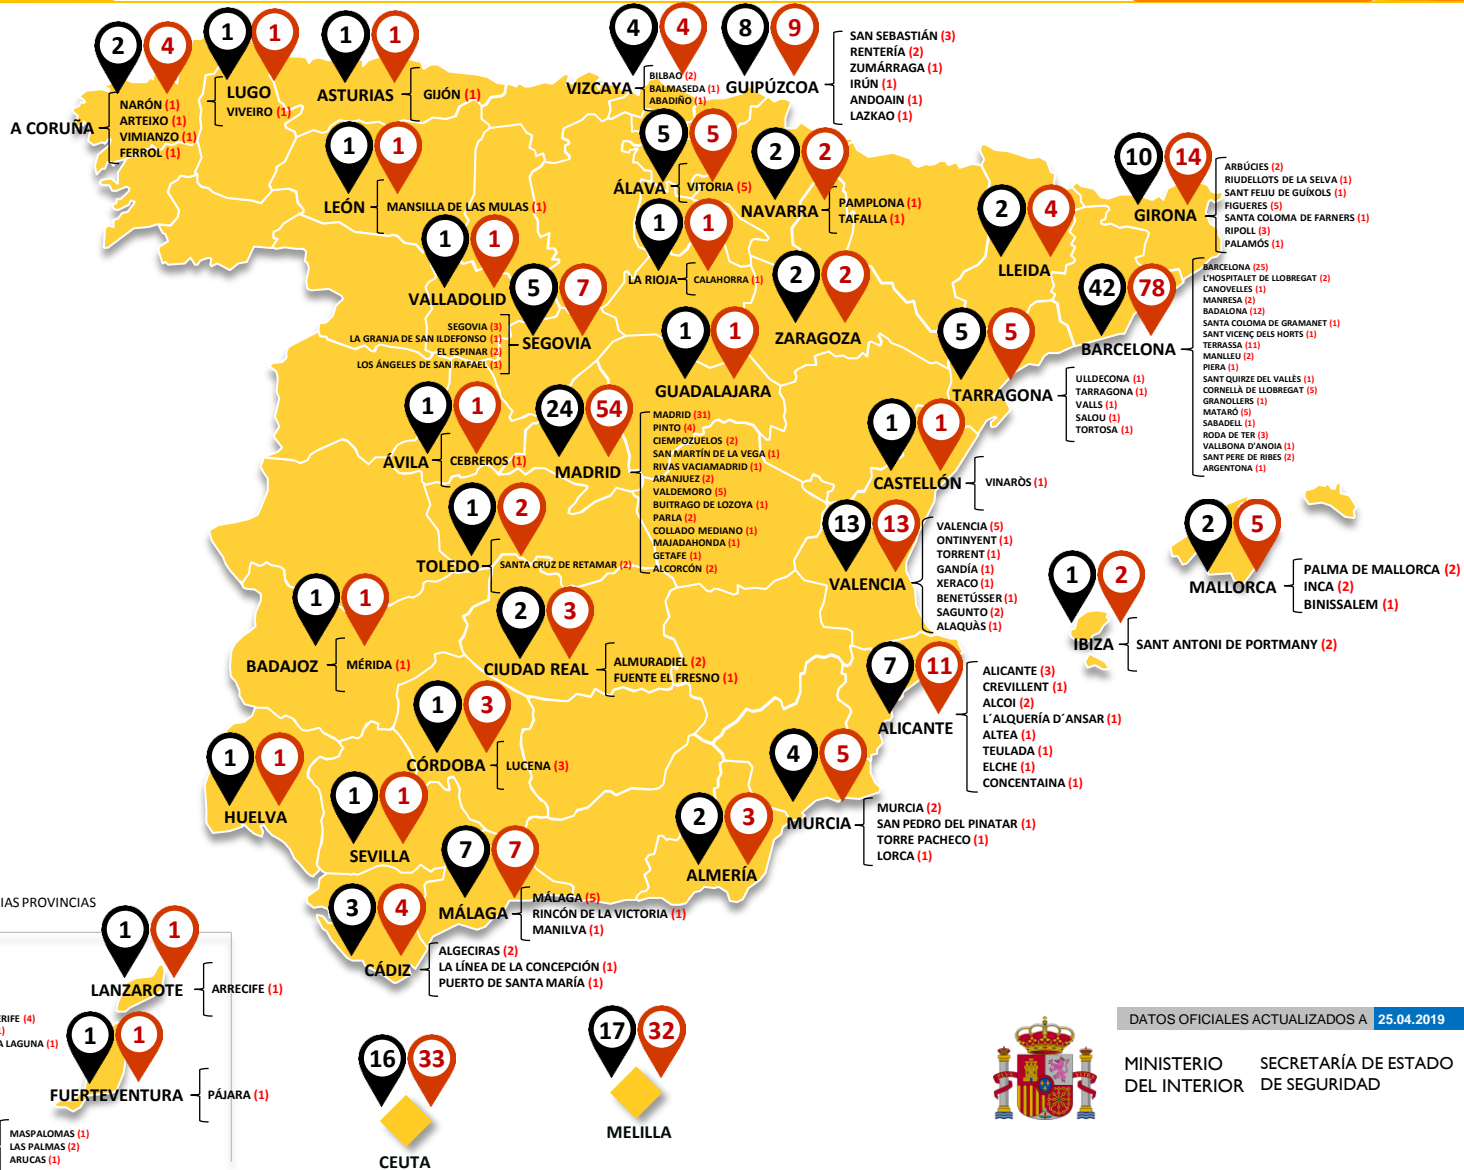 2 4
A CORUÑA
NARÓN (1)
ARTEIXO (1)
VIMIANZO (1)
FERROL (1)
1 1
LUGO
VIVEIRO (1)
1 1
ASTURIAS
GIJÓN (1)
4 4
VIZCAYA
BILBAO (2)
BALMASEDA (1)
ABADIÑO (1)
8 9
GUIPÚZCOA
SAN SEBASTIÁN (3)
RENTERÍA (2)
ZUMÁRRAGA (1)
IRÚN (1)
ANDOAIN (1)
LAZKAO (1)
1 1
LEÓN
MANSILLA DE LAS MULAS (1)
5 5
ÁLAVA
VITORIA (5)
2 2
NAVARRA
PAMPLONA (1)
TAFALLA (1)
10 14
GIRONA
ARBÚCIES (2)
RIUDELLOTS DE LA SELVA (1)
SANT FELIU DE GUÍXOLS (1)
FIGUERES (5)
SANTA COLOMA DE FARNERS (1)
RIPOLL (3)
PALAMÓS (1)
2 4
LLEIDA
1 1
VALLADOLID
1 1
LA RIOJA
CALAHORRA (1)
2 2
ZARAGOZA
5 7
SEGOVIA
SEGOVIA (3)
LA GRANJA DE SAN ILDEFONSO (1)
EL ESPINAR (2)
LOS ÁNGELES DE SAN RAFAEL (1)
1 1
GUADALAJARA
42 78
BARCELONA
BARCELONA (25)
L'HOSPITALET DE LLOBREGAT (2)
CANOVELLES (1)
MANRESA (2)
BADALONA (12)
SANTA COLOMA DE GRAMANET (1)
SANT VICENÇ DELS HORTS (1)
TERRASSA (11)
MANLLEU (2)
PIERA (1)
SANT QUIRZE DEL VALLÈS (1)
CORNELLÀ DE LLOBREGAT (5)
GRANOLLERS (1)
MATARÓ (5)
SABADELL (1)
RODA DE TER (3)
VALLBONA D'ANOIA (1)
SANT PERE DE RIBES (2)
ARGENTONA (1)
5 5
TARRAGONA
ULLDECONA (1)
TARRAGONA (1)
VALLS (1)
SALOU (1)
TORTOSA (1)
1 1
ÁVILA
CEBREROS (1)
24 54
MADRID
MADRID (31)
PINTO (4)
CIEMPOZUELOS (2)
SAN MARTÍN DE LA VEGA (1)
RIVAS VACIAMADRID (1)
ARANJUEZ (2)
VALDEMORO (5)
BUITRAGO DE LOZOYA (1)
PARLA (2)
COLLADO MEDIANO (1)
MAJADAHONDA (1)
GETAFE (1)
ALCORCÓN (2)
1 1
CASTELLÓN
VINARÒS (1)
1 2
TOLEDO
SANTA CRUZ DE RETAMAR (2)
13 13
VALENCIA
VALENCIA (5)
ONTINYENT (1)
TORRENT (1)
GANDÍA (1)
XERACO (1)
BENETÚSSER (1)
SAGUNTO (2)
ALAQUÀS (1)
2 5
MALLORCA
PALMA DE MALLORCA (2)
INCA (2)
BINISSALEM (1)
1 2
IBIZA
SANT ANTONI DE PORTMANY (2)
1 1
BADAJOZ
MÉRIDA (1)
2 3
CIUDAD REAL
ALMURADIEL (2)
FUENTE EL FRESNO (1)
7 11
ALICANTE
ALICANTE (3)
CREVILLENT (1)
ALCOI (2)
L´ALQUERÍA D´ANSAR (1)
ALTEA (1)
TEULADA (1)
ELCHE (1)
CONCENTAINA (1)
1 3
CÓRDOBA
LUCENA (3)
1 1
HUELVA
1 1
SEVILLA
4 5
MURCIA
MURCIA (2)
SAN PEDRO DEL PINATAR (1)
TORRE PACHECO (1)
LORCA (1)
2 3
ALMERÍA
7 7
MÁLAGA
MÁLAGA (5)
RINCÓN DE LA VICTORIA (1)
MANILVA (1)
3 4
CÁDIZ
ALGECIRAS (2)
LA LÍNEA DE LA CONCEPCIÓN (1)
PUERTO DE SANTA MARÍA (1)
IAS PROVINCIAS
1 1
LANZAROTE
ARRECIFE (1)
ERIFE (4)
)
A LAGUNA (1)
1 1
FUERTEVENTURA
PÁJARA (1)
MASPALOMAS (1)
LAS PALMAS (2)
ARUCAS (1)
16 33
CEUTA
17 32
MELILLA
DATOS OFICIALES ACTUALIZADOS A 25.04.2019
MINISTERIO DEL INTERIOR
SECRETARÍA DE ESTADO DE SEGURIDAD